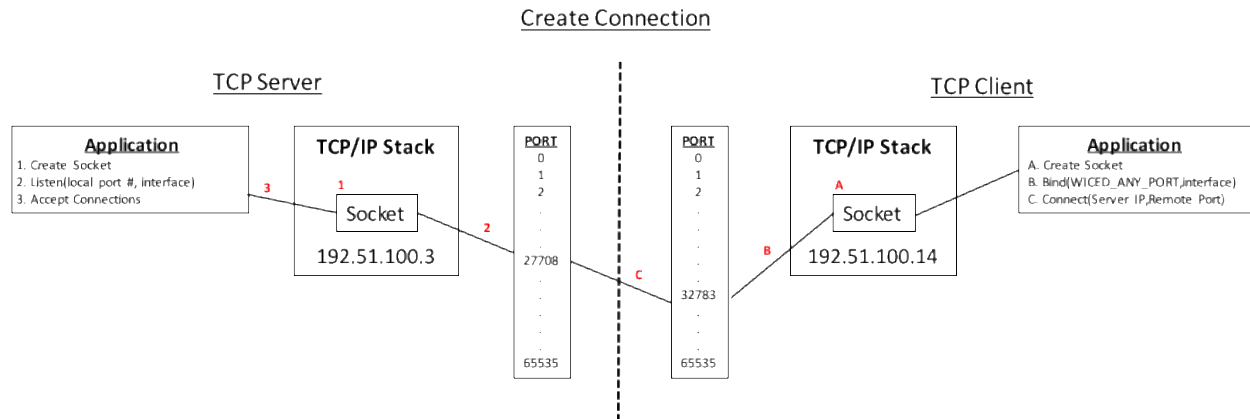 Create Connection
TCP Server
Application
1. Create Socket
2. Listen(local port #, interface)
3. Accept Connections
3
TCP/IP Stack
1
Socket
192.51.100.3
2
PORT
0
1
2
.
.
.
27708
.
.
.
.
65535
C
TCP Client
PORT
0
1
2
.
.
.
.
.
32783
.
.
.
65535
B
TCP/IP Stack
A
Socket
192.51.100.14
Application
A. Create Socket
B. Bind(WICED_ANY_PORT,interface)
C. Connect(Server IP,Remote Port)